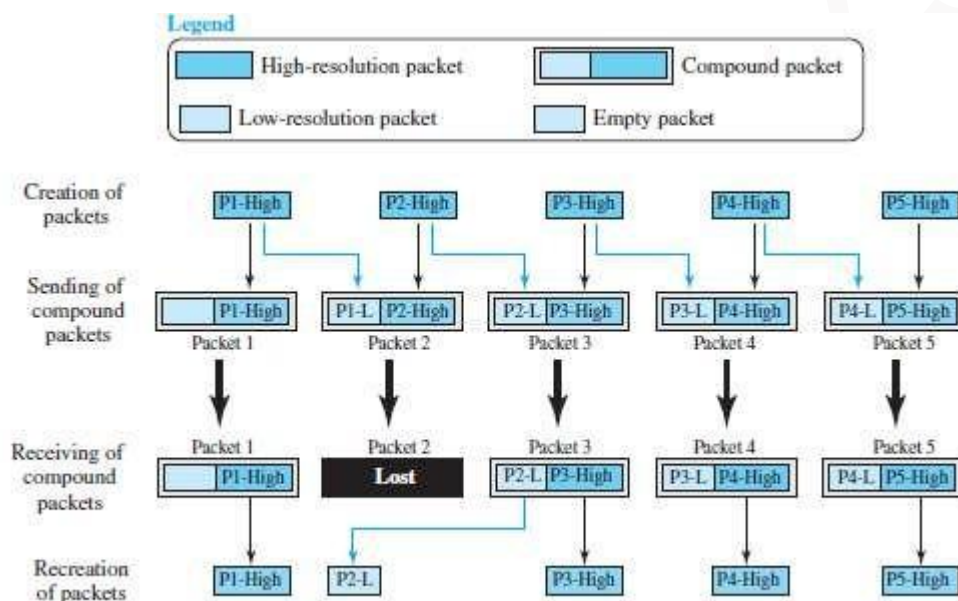 Legend
High-resolution packet
Compound packet
Low-resolution packet
Empty packet
Creation of
packets
P1-High
P2-High
P3-High
P4-High
P5-High
Sending of
compound
packets
P1-High
P1-L P2-High
P2-L P3-High
P3-L P4-High
P4-L P5-High
Packet 1
Packet 2
Packet 3
Packet 4
Packet 5
Receiving of
compound
packets
Packet 1
Packet 2
Packet 3
Packet 4
Packet 5
P1-High
Lost
P2-L P3-High
P3-L P4-High
P4-L P5-High
Recreation
of packets
P1-High
P2-L
P3-High
P4-High
P5-High